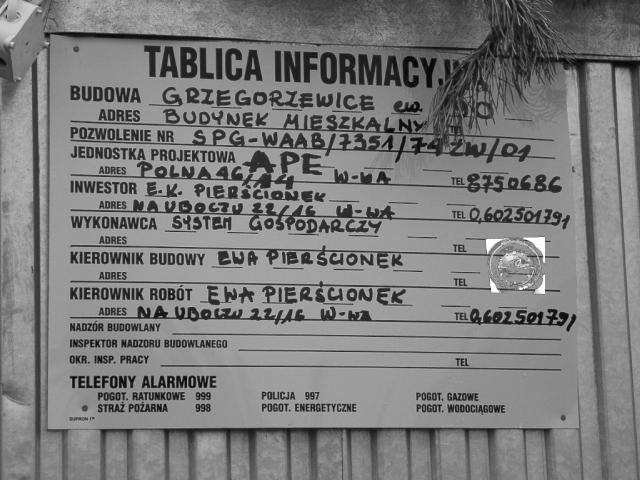 TABLICA INFORMACYJNA
BUDOWA GRZEGORZEWICE ew.
ADRES BUDYNEK MIESZKALNY
POZWOLENIE NR SPG-WAAB/7351/74 ZW/01
JEDNOSTKA PROJEKTOWA APE
ADRES POLNA 46/44 W-WA TEL 8750686
INWESTOR E.K. PIERŚCIONEK
ADRES NA UBOCZU 22/16 W-WA TEL 0,602501791
WYKONAWCA SYSTEM GOSPODARCZY
ADRES TEL
KIEROWNIK BUDOWY EWA PIERŚCIONEK
ADRES TEL
KIEROWNIK ROBÓT EWA PIERŚCIONEK
ADRES NA UBOCZU 22/16 W-wa TEL 0,602501791
NADZÓR BUDOWLANY
INSPEKTOR NADZORU BUDOWLANEGO
OKR. INSP. PRACY TEL
TELEFONY ALARMOWE
POGOT. RATUNKOWE 999 POLICJA 997 POGOT. GAZOWE
STRAŻ POŻARNA 998 POGOT. ENERGETYCZNE POGOT. WODOCIĄGOWE